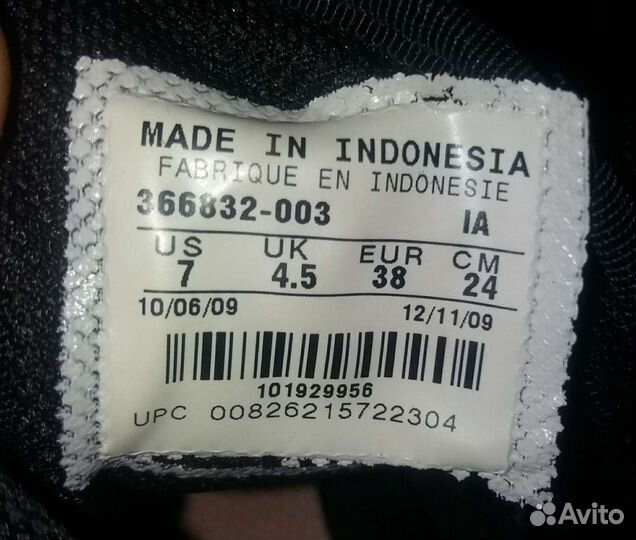 MADE IN INDONESIA
FABRIQUE EN INDONESIE
366832-003 IA
US UK EUR CM
7 4.5 38 24
10/06/09 12/11/09
101929956
UPC 00826215722304
Avito